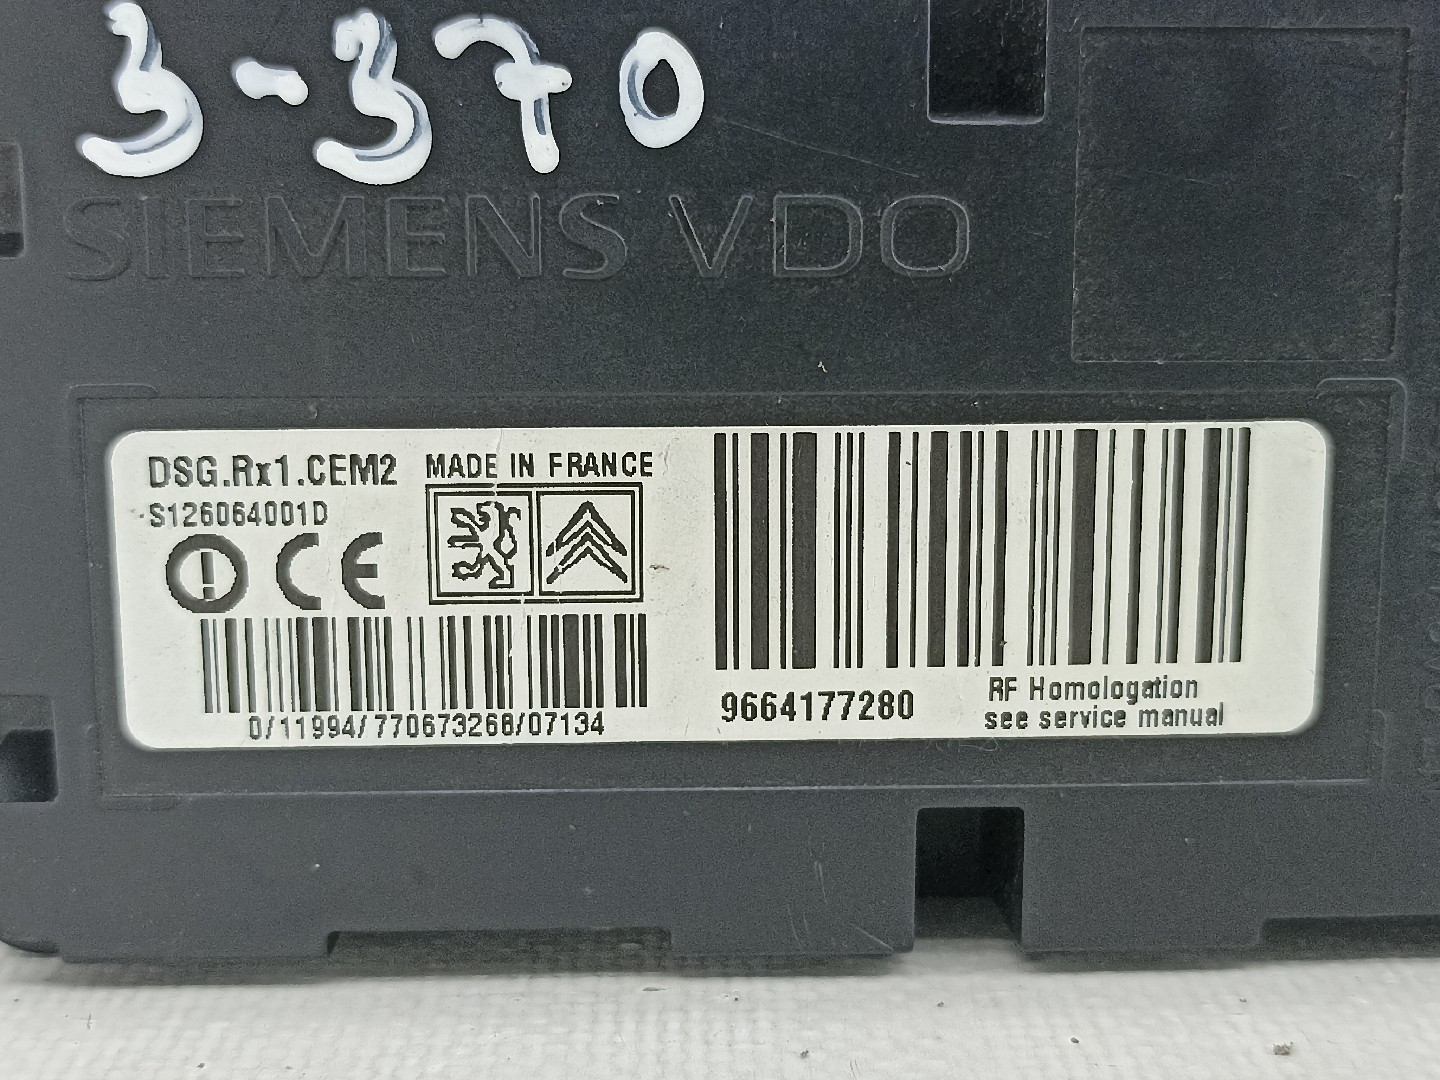 3-370
SIEMENS VDO
DSG.Rx1.CEM2
MADE IN FRANCE
S126064001D
CE
0/11994/770673268/07134
9664177280
RF Homologation
see service manual